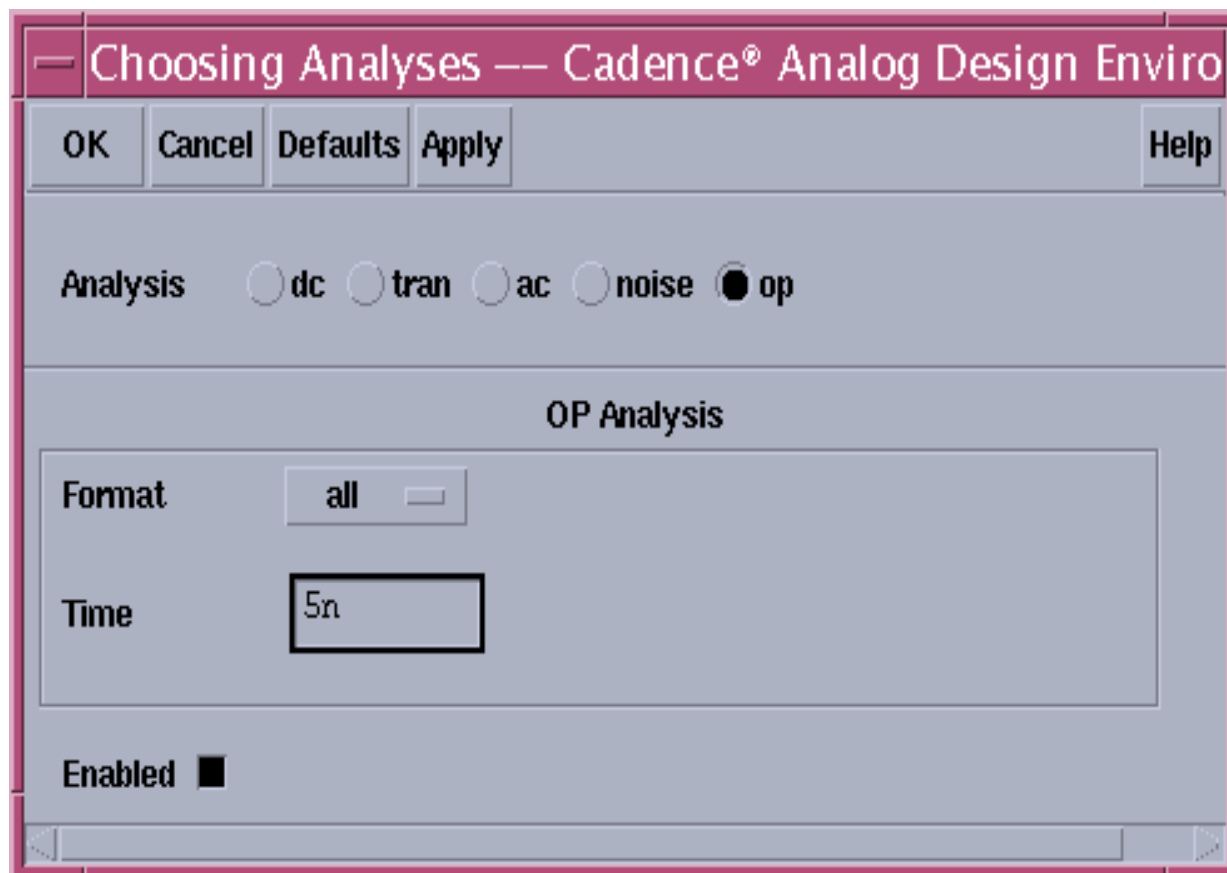 Choosing Analyses —— Cadence® Analog Design Enviro
OK Cancel Defaults Apply Help
Analysis dc tran ac noise op
OP Analysis
Format all
Time 5n
Enabled